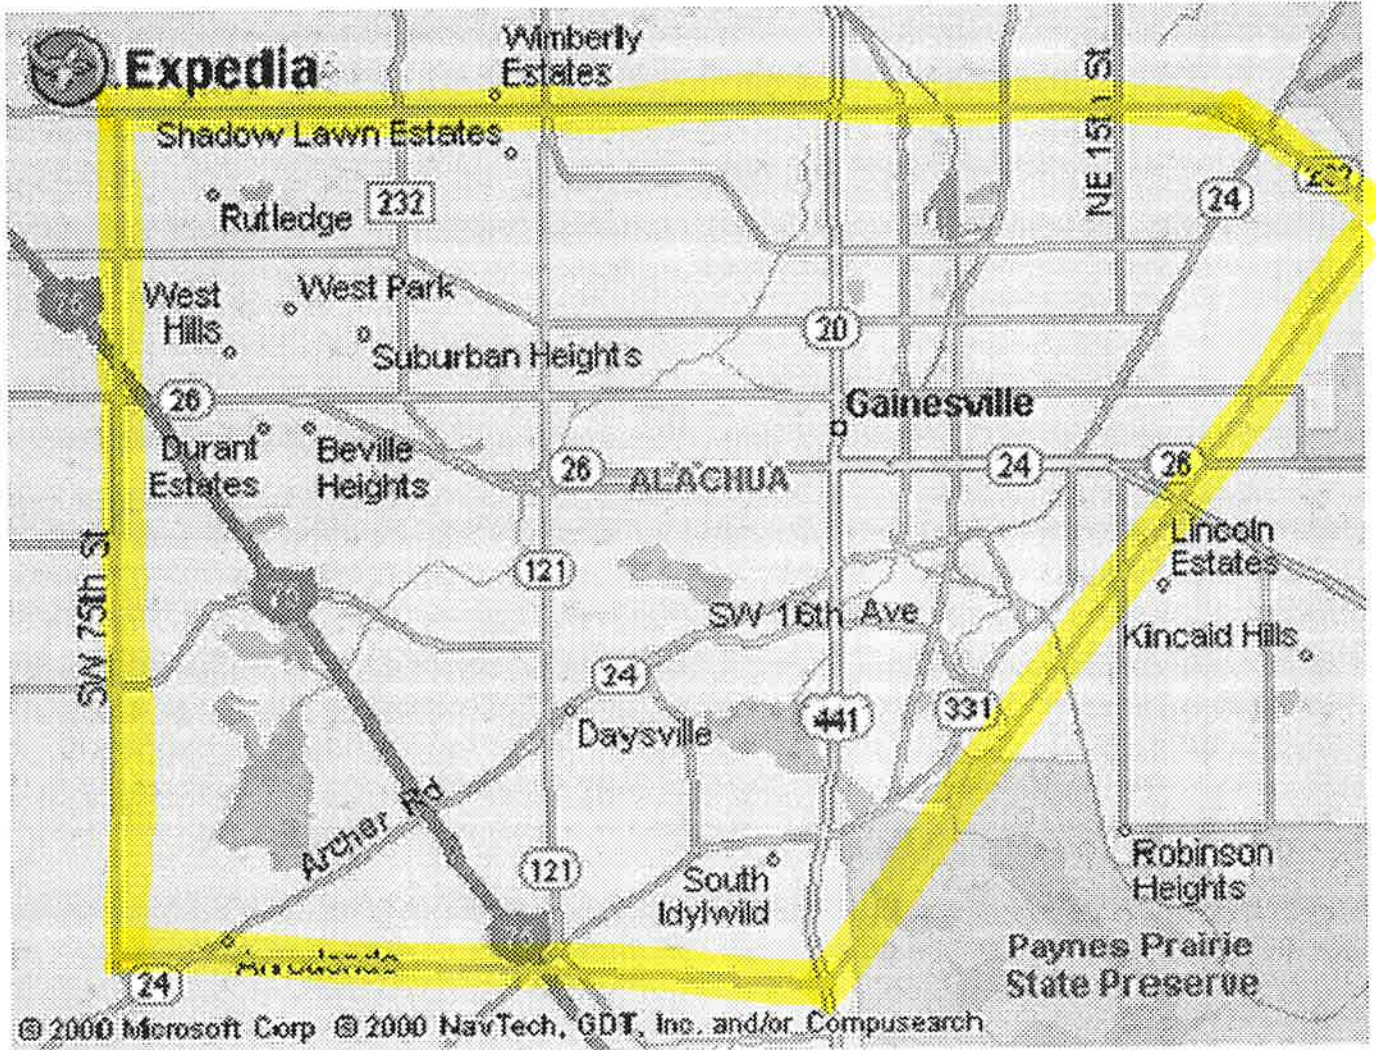 Expedia
Wimberly
Estates
Shadow Lawn Estates
NE 15th St
232
Rutledge
232
24
West
Hills
West Park
Suburban Heights
20
26
Gainesville
Durant
Estates
Beville
Heights
26
ALACHUA
24
26
Lincoln
Estates
SW 75th St
121
SW 16th Ave
Kincaid Hills
24
Daysville
441
331
Archer Rd
121
South
Idylwild
Robinson
Heights
Arredondo
24
Paynes Prairie
State Preserve
© 2000 Microsoft Corp © 2000 NavTech, GDT, Inc. and/or Compusearch